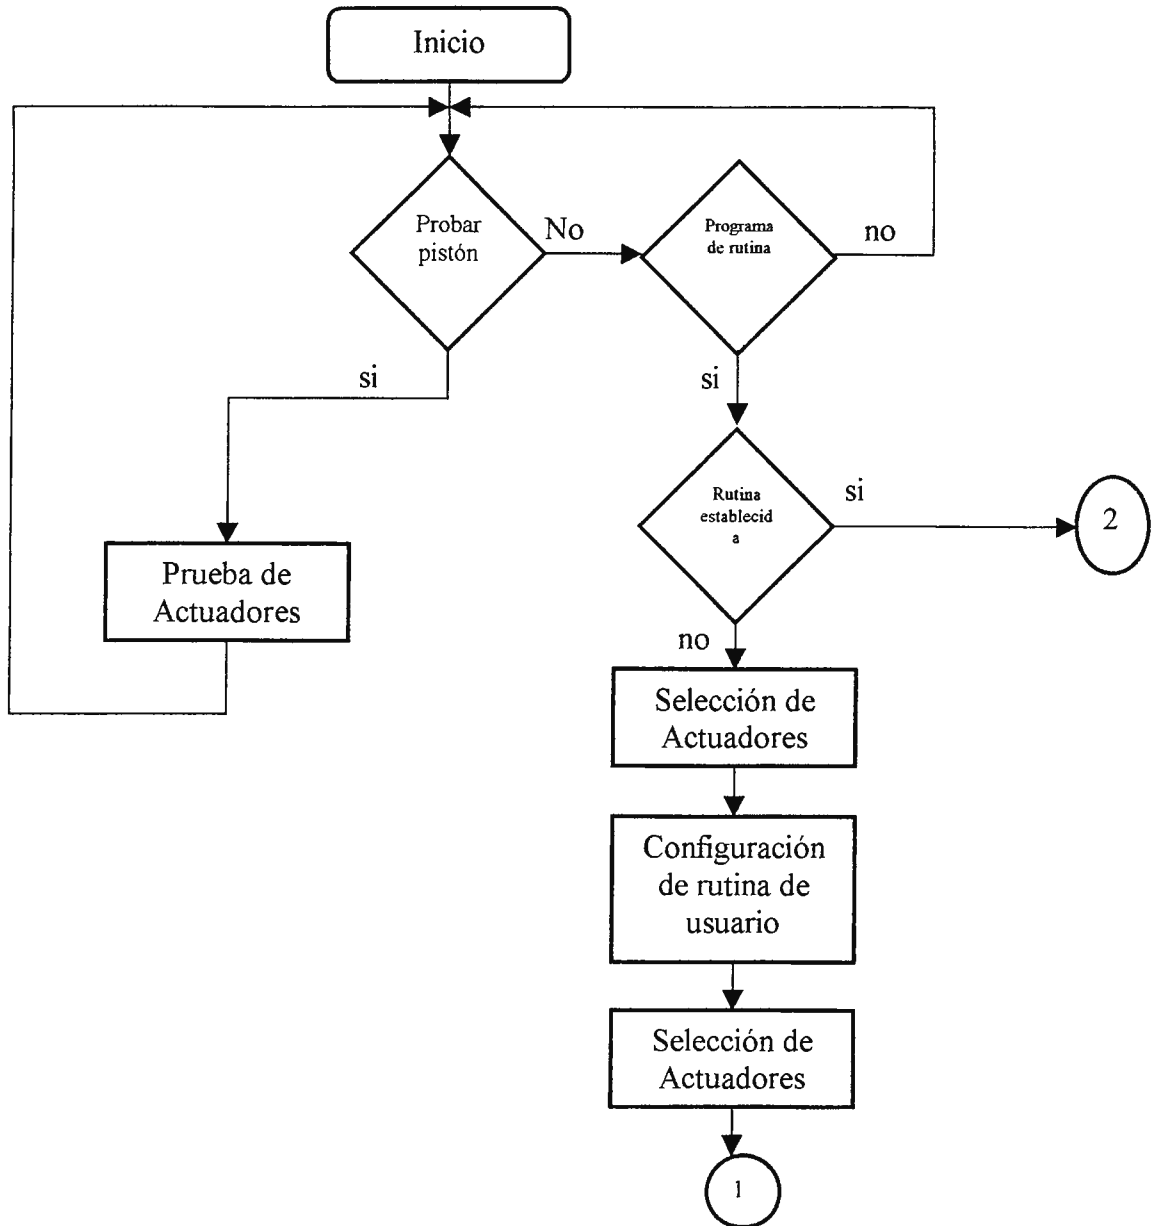 Inicio
Probar
pistón
No
Programa
de rutina
no
si
si
Rutina
establecid
a
si
2
Prueba de
Actuadores
no
Selección de
Actuadores
Configuración
de rutina de
usuario
Selección de
Actuadores
1